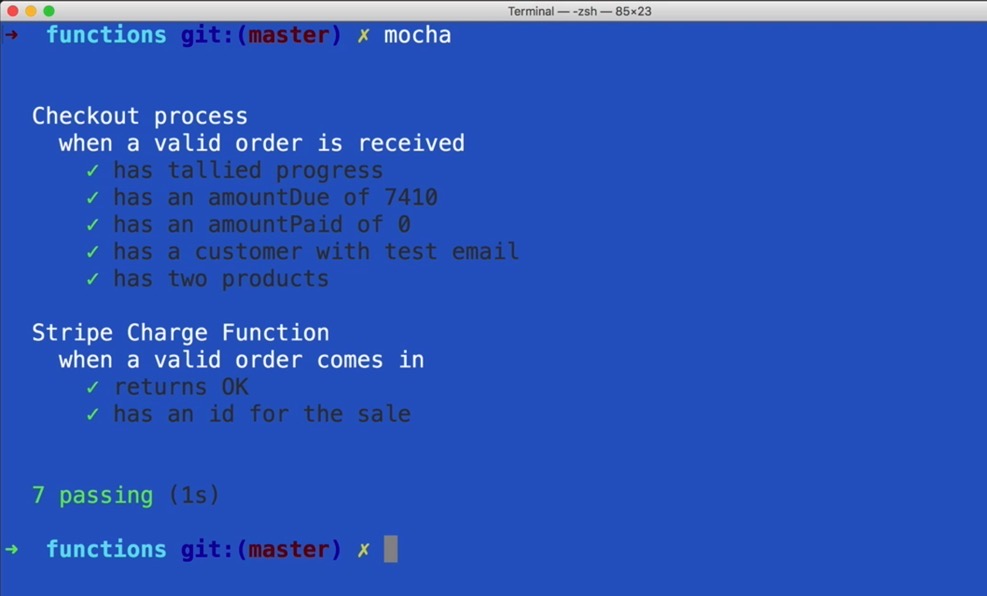 Terminal — -zsh — 85×23
➜ functions git:(master) ✗ mocha
Checkout process
when a valid order is received
✓ has tallied progress
✓ has an amountDue of 7410
✓ has an amountPaid of 0
✓ has a customer with test email
✓ has two products
Stripe Charge Function
when a valid order comes in
✓ returns OK
✓ has an id for the sale
7 passing (1s)
➜ functions git:(master) ✗